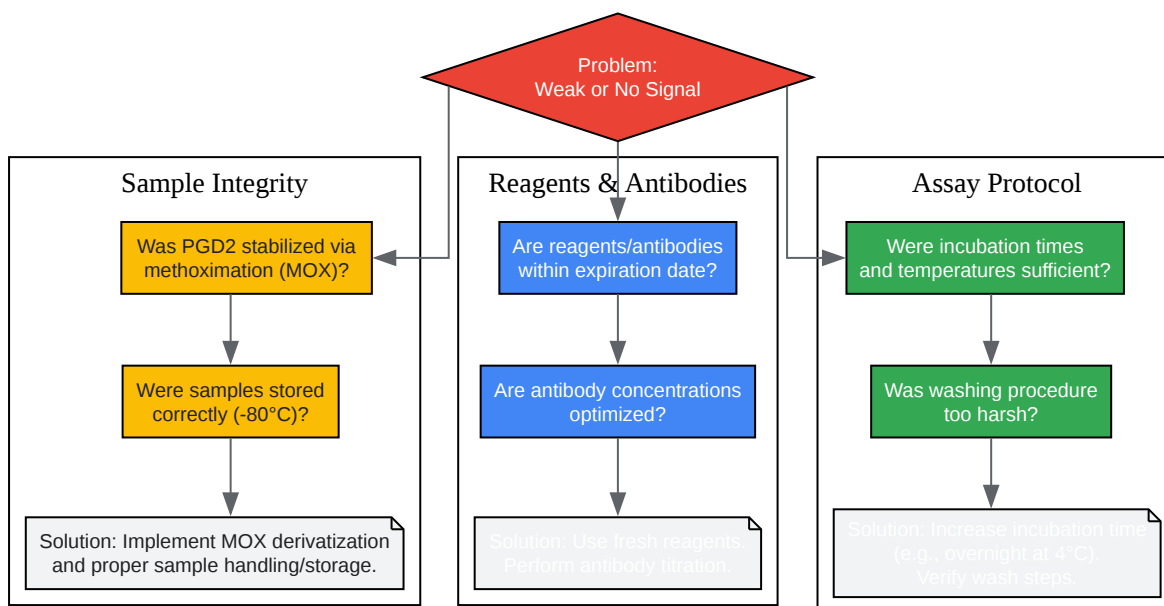 Problem:
Weak or No Signal
Sample Integrity
Was PGD2 stabilized via
methoximation (MOX)?
Were samples stored
correctly (-80°C)?
Solution: Implement MOX derivatization
and proper sample handling/storage.
Reagents & Antibodies
Are reagents/antibodies
within expiration date?
Are antibody concentrations
optimized?
Solution: Use fresh reagents.
Perform antibody titration.
Assay Protocol
Were incubation times
and temperatures sufficient?
Was washing procedure
too harsh?
Solution: Increase incubation time
(e.g., overnight at 4°C).
Verify wash steps.